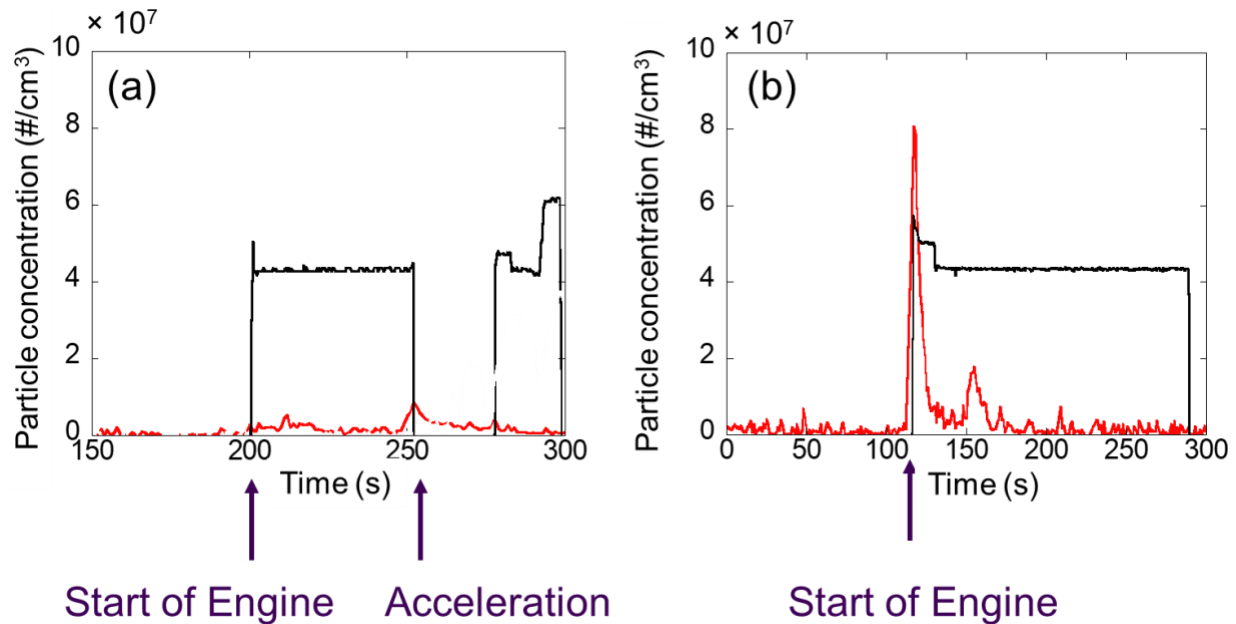 × 10⁷
(a)
Particle concentration (#/cm³)
10
8
6
4
2
0
150
200
250
300
Time (s)
Start of Engine
Acceleration
× 10⁷
(b)
Particle concentration (#/cm³)
10
8
6
4
2
0
0
50
100
150
200
250
300
Time (s)
Start of Engine